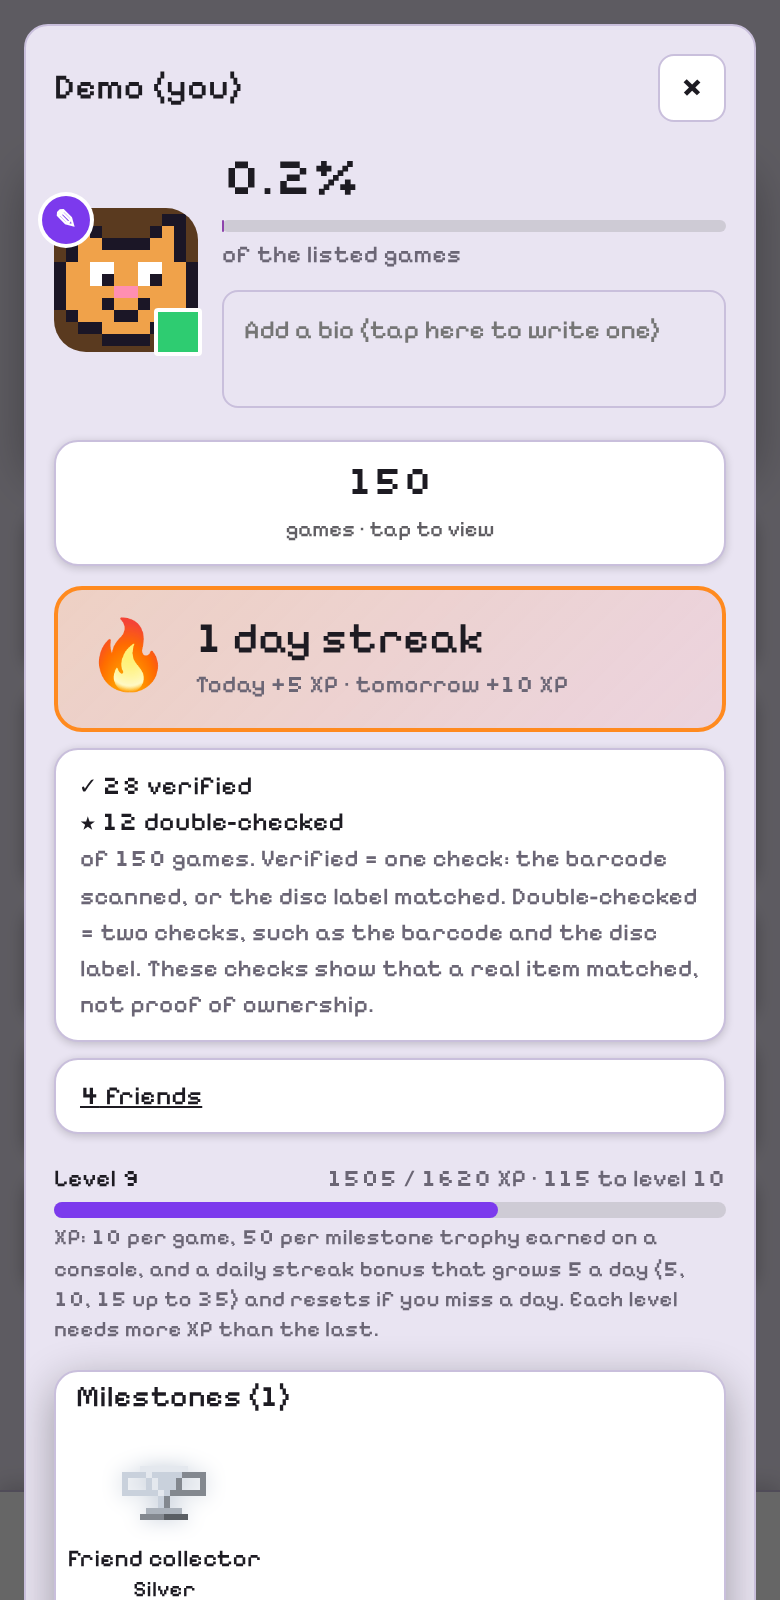 Demo (you)
×
0.2%
of the listed games
Add a bio (tap here to write one)
150
games · tap to view
1 day streak
Today +5 XP · tomorrow +10 XP
✓ 28 verified
★ 12 double-checked
of 150 games. Verified = one check: the barcode
scanned, or the disc label matched. Double-checked
= two checks, such as the barcode and the disc
label. These checks show that a real item matched,
not proof of ownership.
4 friends
Level 9
1505 / 1620 XP · 115 to level 10
XP: 10 per game, 50 per milestone trophy earned on a
console, and a daily streak bonus that grows 5 a day (5,
10, 15 up to 35) and resets if you miss a day. Each level
needs more XP than the last.
Milestones (1)
Friend collector
Silver